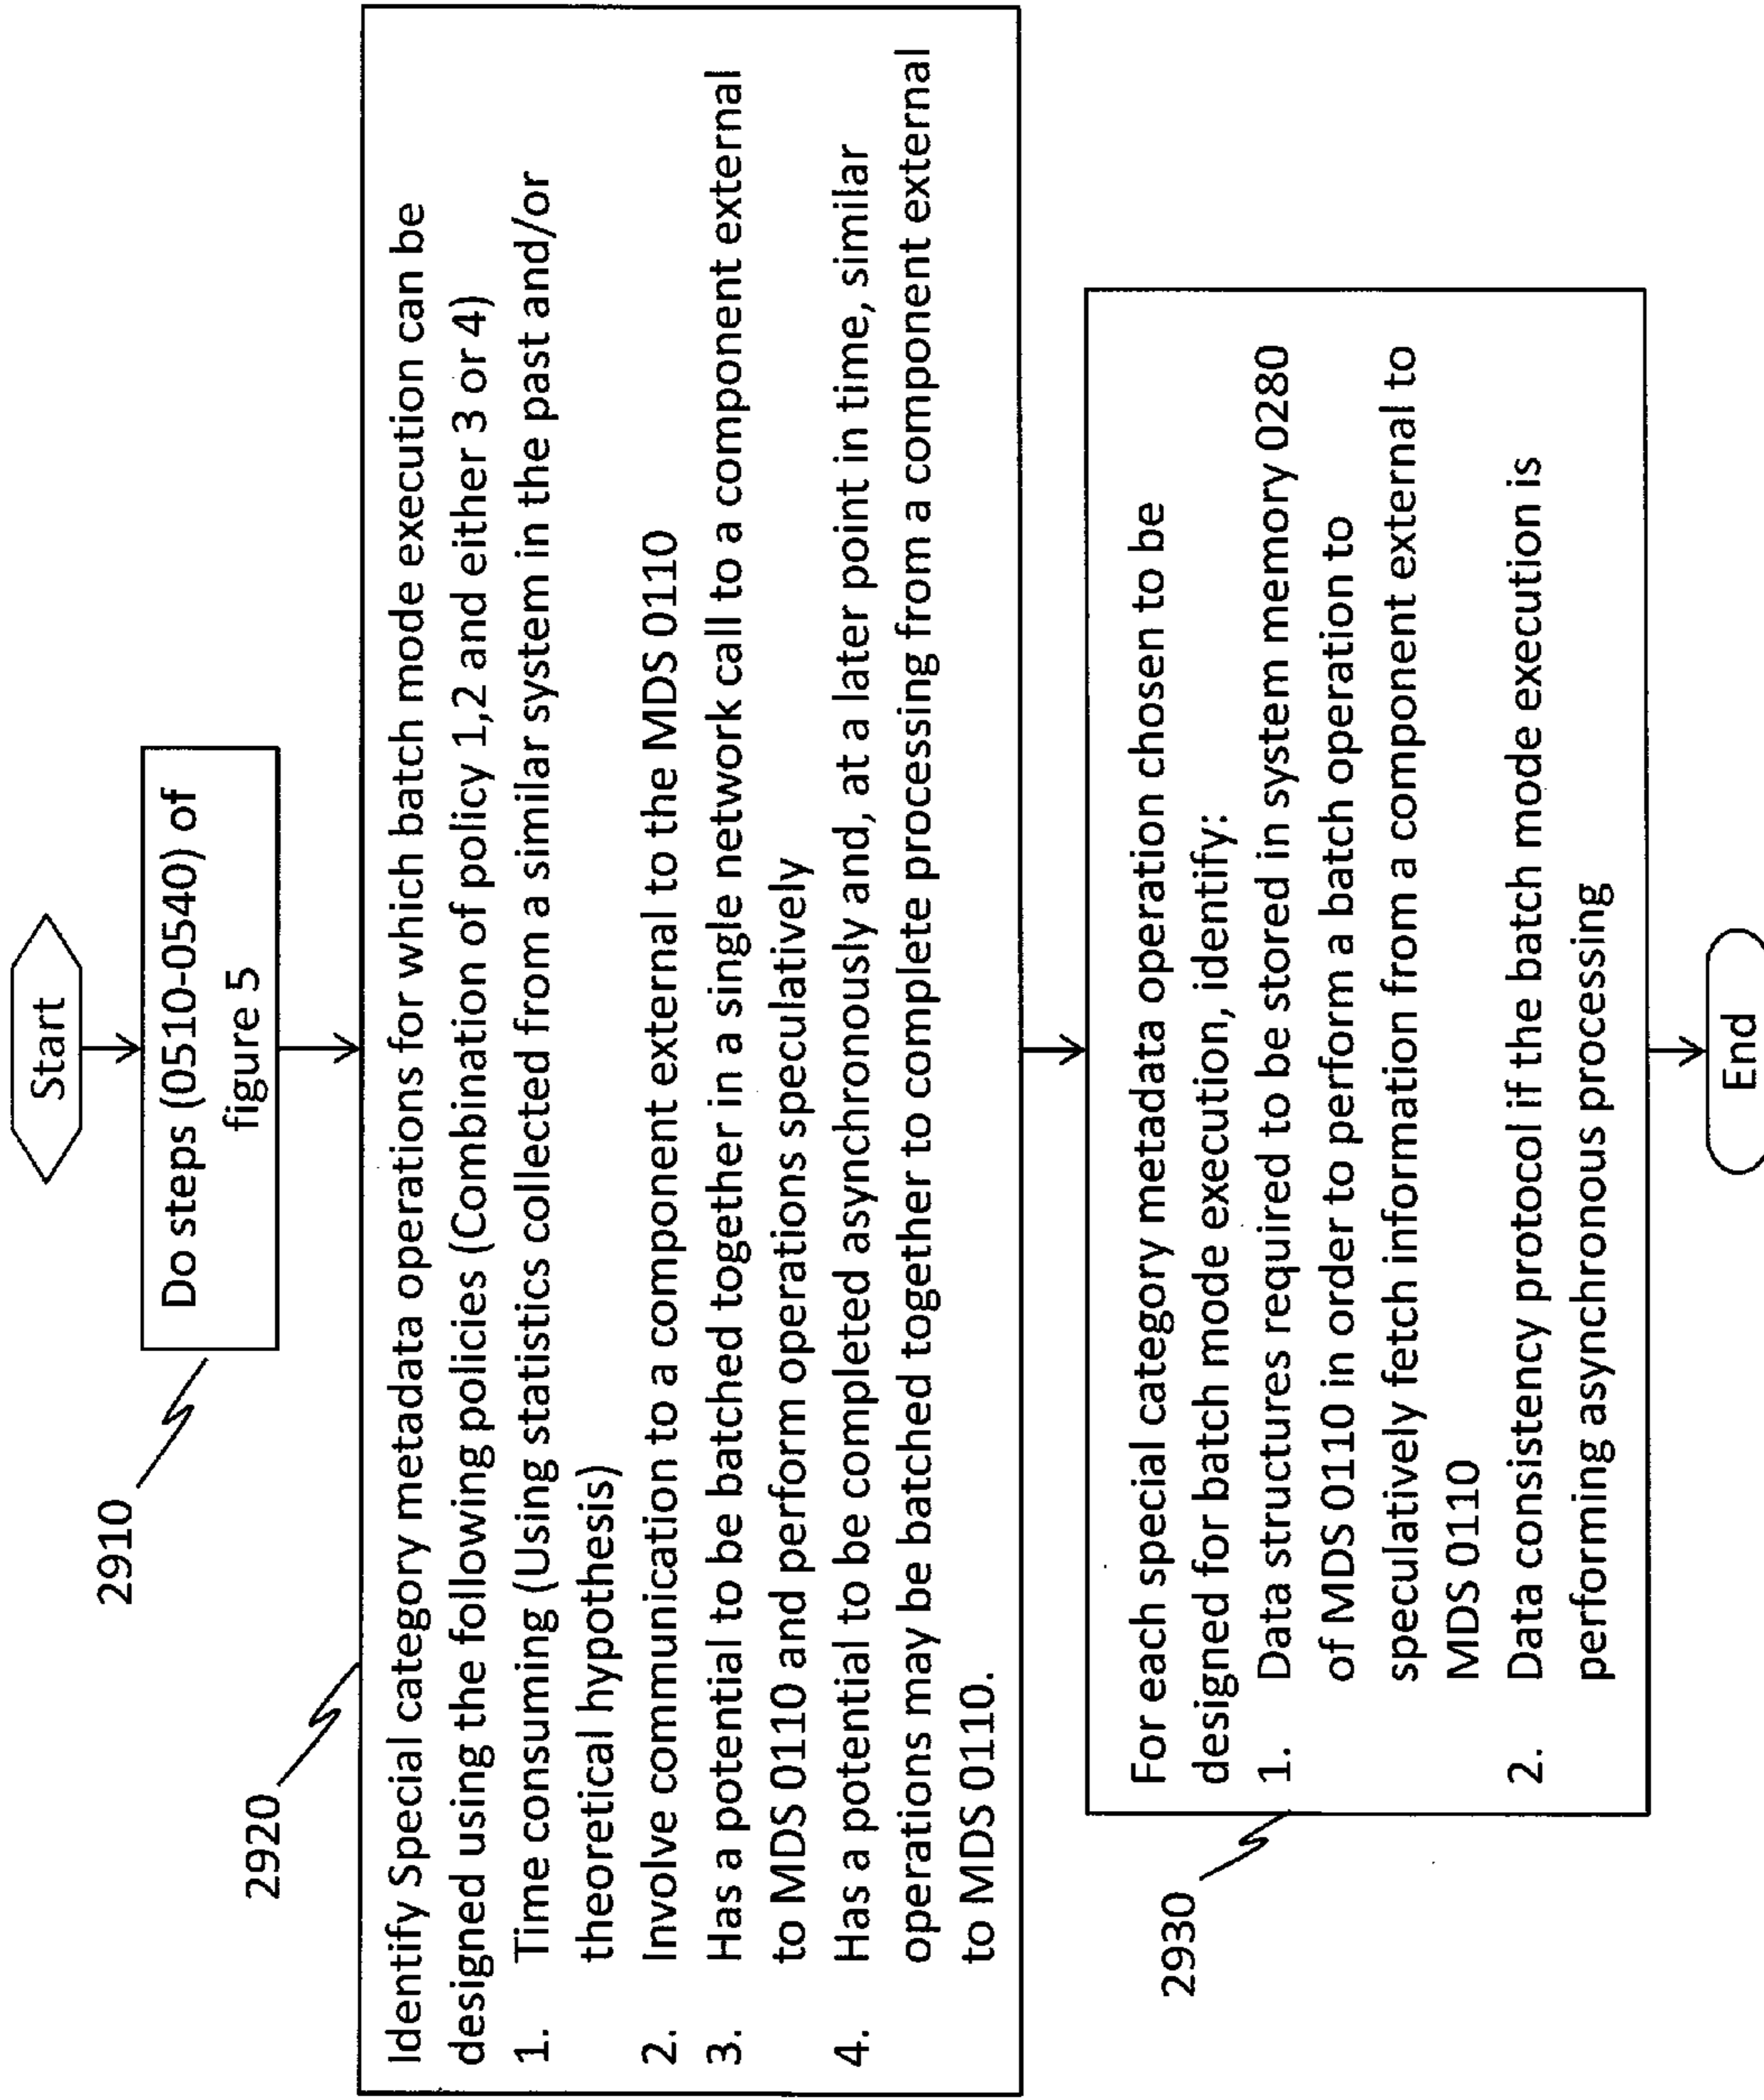 Start
2910
Do steps (0510-0540) of
figure 5
2920
Identify Special category metadata operations for which batch mode execution can be
designed using the following policies (Combination of policy 1,2 and either 3 or 4)
1. Time consuming (Using statistics collected from a similar system in the past and/or
theoretical hypothesis)
2. Involve communication to a component external to the MDS 0110
3. Has a potential to be batched together in a single network call to a component external
to MDS 0110 and perform operations speculatively
4. Has a potential to be completed asynchronously and, at a later point in time, similar
operations may be batched together to complete processing from a component external
to MDS 0110.
2930
For each special category metadata operation chosen to be
designed for batch mode execution, identify:
1. Data structures required to be stored in system memory 0280
of MDS 0110 in order to perform a batch operation to
speculatively fetch information from a component external to
MDS 0110
2. Data consistency protocol if the batch mode execution is
performing asynchronous processing
End